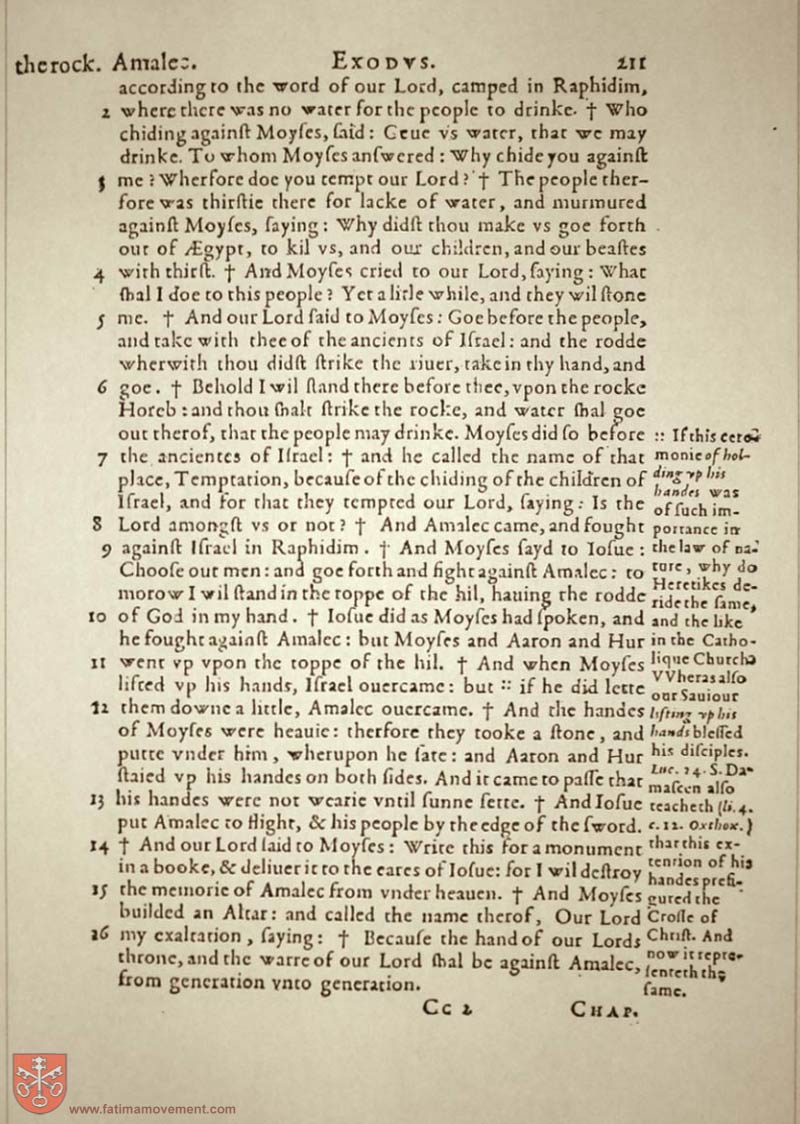 the rock. Amalec. EXODVS. 211
according to the word of our Lord, camped in Raphidim,
2 where there was no water for the people to drinke. † Who
chiding againſt Moyſes, ſaid: Geue vs water, that we may
drinke. To whom Moyſes anſwered: Why chide you againſt
3 me? Wherfore doe you tempt our Lord? † The people ther-
fore was thirſtie there for lacke of water, and murmured
againſt Moyſes, ſaying: Why didſt thou make vs goe forth
out of Ægypt, to kil vs, and our children, and our beaſtes
4 with thirſt. † And Moyſes cried to our Lord, ſaying: What
ſhal I doe to this people? Yet a litle while, and they wil ſtone
5 me. † And our Lord ſaid to Moyſes: Goe before the people,
and take with thee of the ancients of Iſrael: and the rodde
wherwith thou didſt ſtrike the riuer, take in thy hand, and
6 goe. † Behold I wil ſtand there before thee, vpon the rocke
Horeb: and thou ſhalt ſtrike the rocke, and water ſhal goe
out therof, that the people may drinke. Moyſes did ſo before
7 the ancientes of Iſrael: † and he called the name of that
place, Temptation, becauſe of the chiding of the children of
Iſrael, and for that they tempted our Lord, ſaying: Is the
8 Lord amongſt vs or not? † And Amalec came, and fought
9 againſt Iſrael in Raphidim. † And Moyſes ſayd to Ioſue:
Chooſe out men: and goe forth and fight againſt Amalec: to
morow I wil ſtand in the toppe of the hil, hauing the rodde
10 of God in my hand. † Ioſue did as Moyſes had ſpoken, and
he fought againſt Amalec: but Moyſes and Aaron and Hur
11 went vp vpon the toppe of the hil. † And when Moyſes
lifted vp his hands, Iſrael ouercame: but :: if he did lette
12 them downe a little, Amalec ouercame. † And the handes
of Moyſes were heauie: therfore they tooke a ſtone, and
putte vnder him, wherupon he ſate: and Aaron and Hur
ſtaied vp his handes on both ſides. And it came to paſſe that
13 his handes were not wearie vntil ſunne ſette. † And Ioſue
put Amalec to flight, & his people by the edge of the ſword.
14 † And our Lord ſaid to Moyſes: Write this for a monument
in a booke, & deliuer it to the eares of Ioſue: for I wil deſtroy
15 the memorie of Amalec from vnder heauen. † And Moyſes
builded an Altar: and called the name therof, Our Lord
16 my exaltation, ſaying: † Becauſe the hand of our Lords
throne, and the warre of our Lord ſhal be againſt Amalec,
from generation vnto generation.
:: If this cere-
monie of hol-
ding vp his
handes was
of ſuch im-
portance in
the law of na-
ture, why do
Heretikes de-
ride the ſame,
and the like
in the Catho-
lique Church?
VVheras alſo
our Sauiour
lifting vp his
hands bleſſed
his diſciples.
Luc. 24. S. Da-
maſcen alſo
teacheth (li. 4.
c. 12. Orthox.)
that this ex-
tention of his
handes prefi-
gured the
Croſſe of
Chriſt. And
now it repre-
ſenteth the
ſame.
Cc 2 CHAP.
www.fatimamovement.com